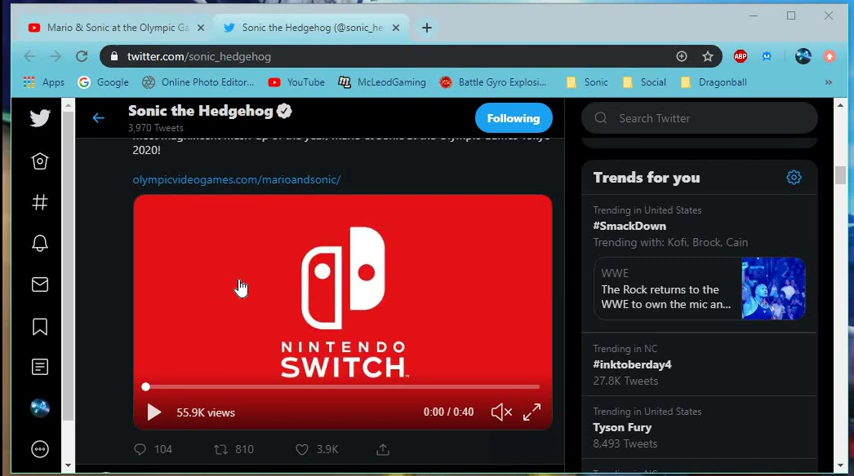 Mario & Sonic at the Olympic Ga
Sonic the Hedgehog (@sonic_he
twitter.com/sonic_hedgehog
ABP
Apps
Google
Online Photo Editor...
YouTube
McLeodGaming
Battle Gyro Explosi...
Sonic
Social
Dragonball
»
Sonic the Hedgehog
3,970 Tweets
Following
Search Twitter
2020!
olympicvideogames.com/marioandsonic/
NINTENDO
SWITCH
55.9K views
0:00 / 0:40
104
810
3.9K
Trends for you
Trending in United States
#SmackDown
Trending with: Kofi, Brock, Cain
WWE
The Rock returns to the
WWE to own the mic an...
Trending in NC
#inktoberday4
27.8K Tweets
Trending in United States
Tyson Fury
8,493 Tweets